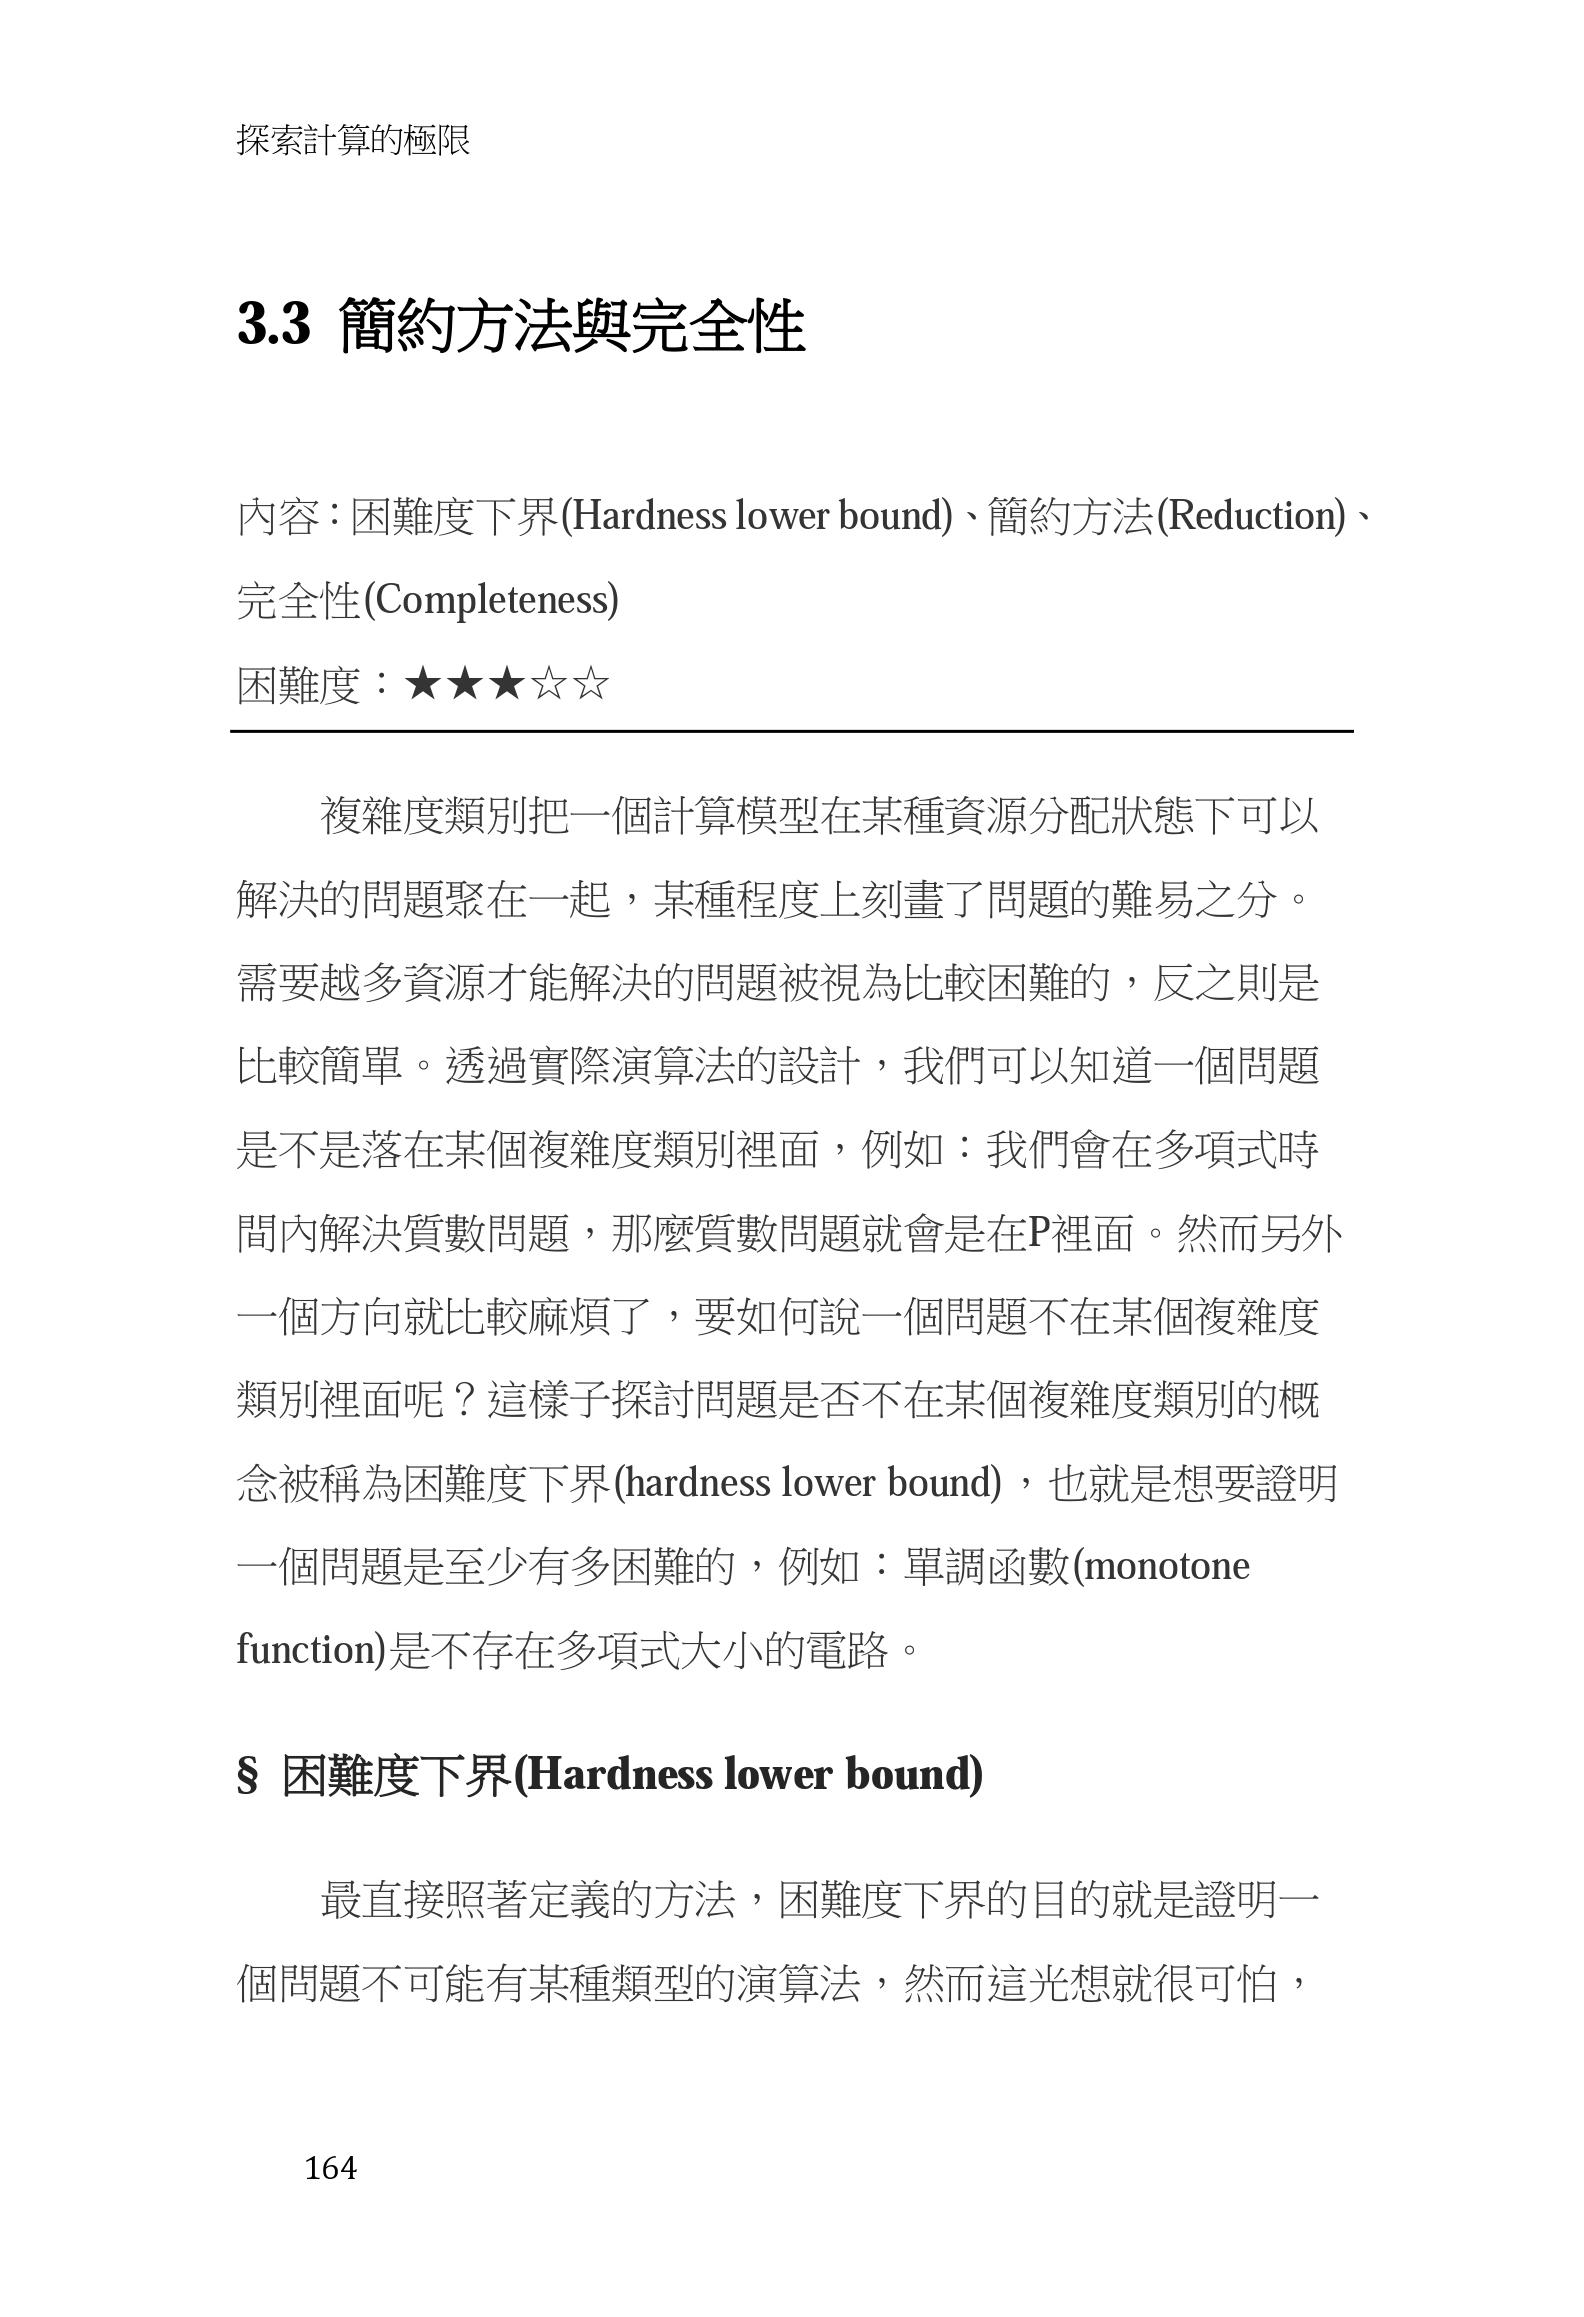 探索計算的極限
3.3 簡約方法與完全性
內容：困難度下界(Hardness lower bound)、簡約方法(Reduction)、
完全性(Completeness)
困難度：★★★☆☆
複雜度類別把一個計算模型在某種資源分配狀態下可以
解決的問題聚在一起，某種程度上刻畫了問題的難易之分。
需要越多資源才能解決的問題被視為比較困難的，反之則是
比較簡單。透過實際演算法的設計，我們可以知道一個問題
是不是落在某個複雜度類別裡面，例如：我們會在多項式時
間內解決質數問題，那麼質數問題就會是在P裡面。然而另外
一個方向就比較麻煩了，要如何說一個問題不在某個複雜度
類別裡面呢？這樣子探討問題是否不在某個複雜度類別的概
念被稱為困難度下界(hardness lower bound)，也就是想要證明
一個問題是至少有多困難的，例如：單調函數(monotone
function)是不存在多項式大小的電路。
§ 困難度下界(Hardness lower bound)
最直接照著定義的方法，困難度下界的目的就是證明一
個問題不可能有某種類型的演算法，然而這光想就很可怕，
164